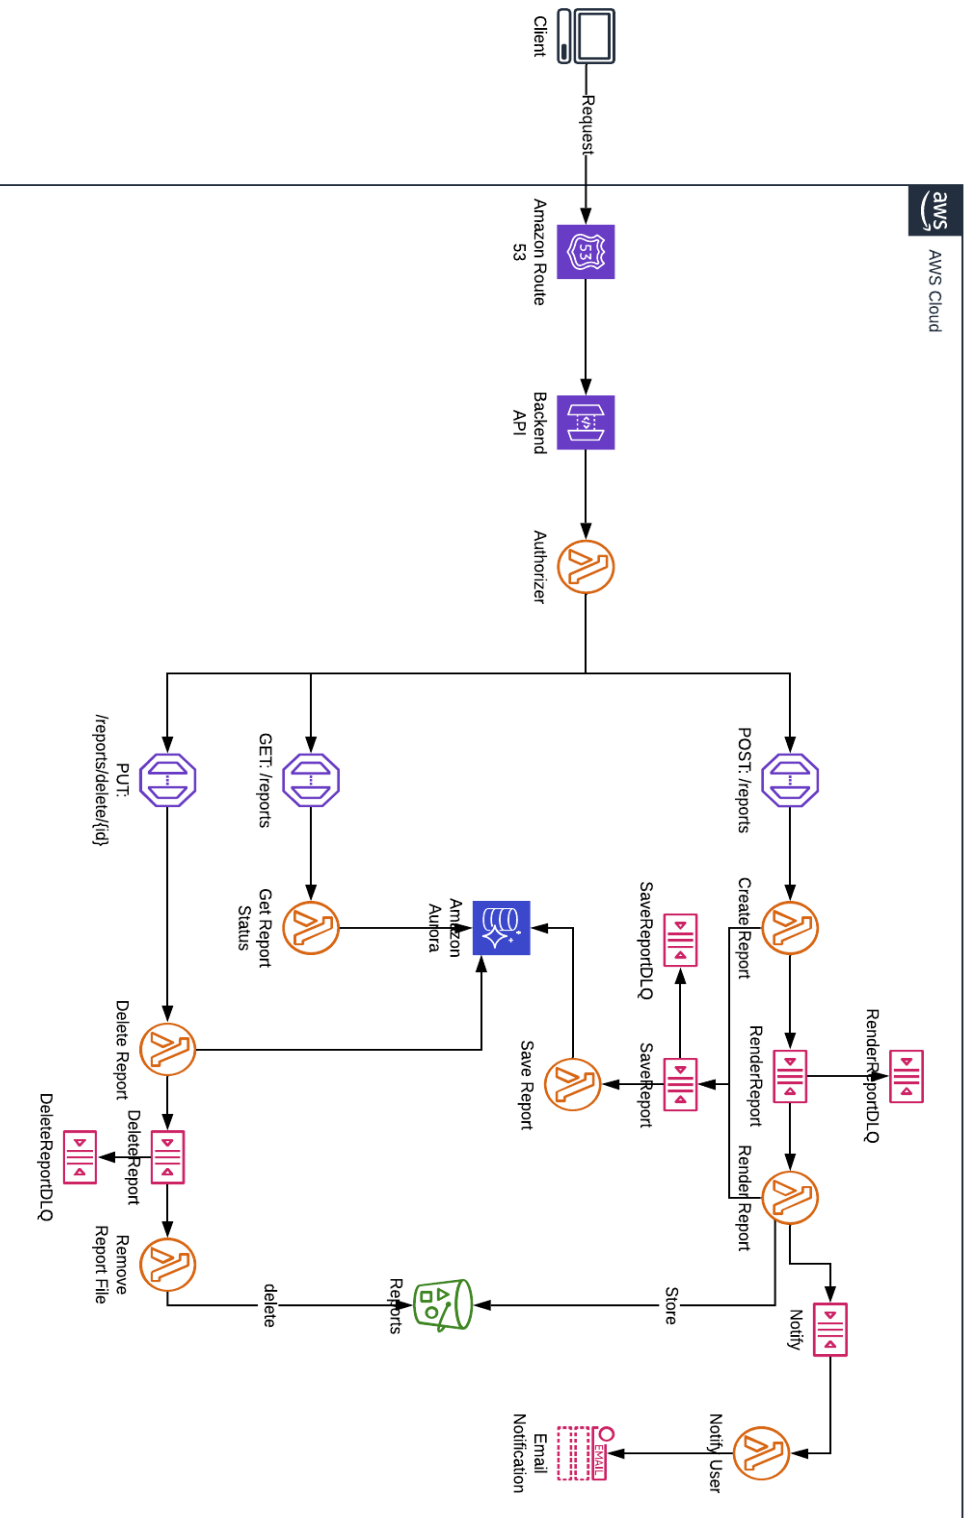 aws
AWS Cloud
Client
Request
53
Amazon Route
53
Backend
API
Authorizer
POST: /reports
Create Report
RenderReportDLQ
RenderReport
Render Report
Notify
Notify User
EMAIL
Email
Notification
SaveReportDLQ
SaveReport
Save Report
Store
Amazon
Aurora
Reports
GET: /reports
Get Report
Status
PUT:
/reports/delete/{id}
Delete Report
DeleteReport
DeleteReportDLQ
Remove
Report File
delete